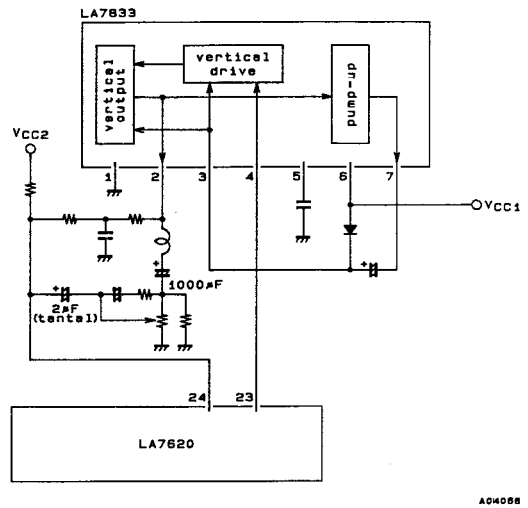 LA7833
vertical
output
vertical
drive
pump-up
VCC2
1
2
3
4
5
6
7
VCC1
+
+
1000µF
+
2µF
(tantal)
24
23
LA7620
A04066